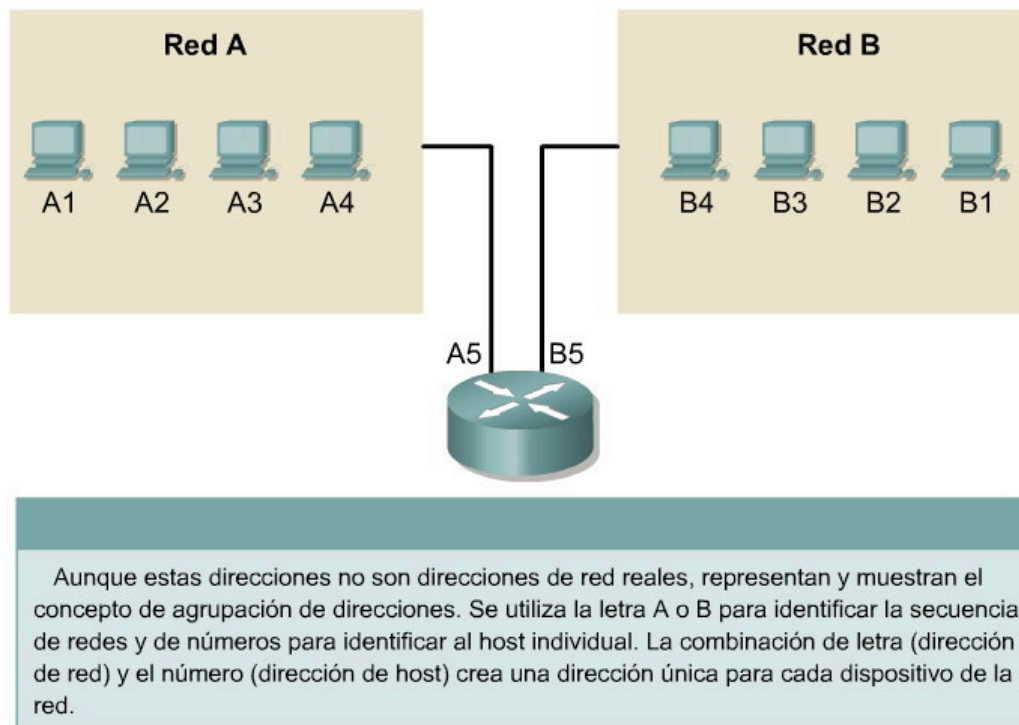 Red A
Red B
A1 A2 A3 A4
B4 B3 B2 B1
A5 B5
Aunque estas direcciones no son direcciones de red reales, representan y muestran el
concepto de agrupación de direcciones. Se utiliza la letra A o B para identificar la secuencia
de redes y de números para identificar al host individual. La combinación de letra (dirección
de red) y el número (dirección de host) crea una dirección única para cada dispositivo de la
red.